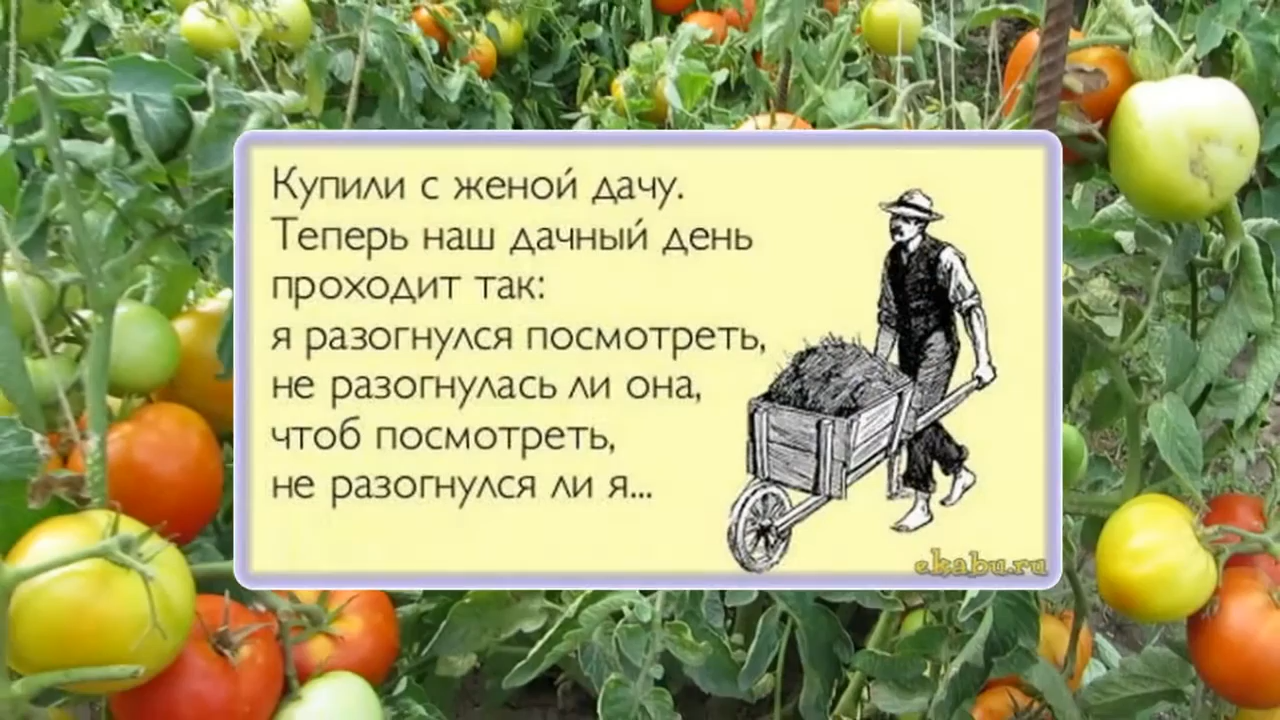 Купили с женой дачу.
Теперь наш дачный день
проходит так:
я разогнулся посмотреть,
не разогнулась ли она,
чтоб посмотреть,
не разогнулся ли я...
ekabu.ru